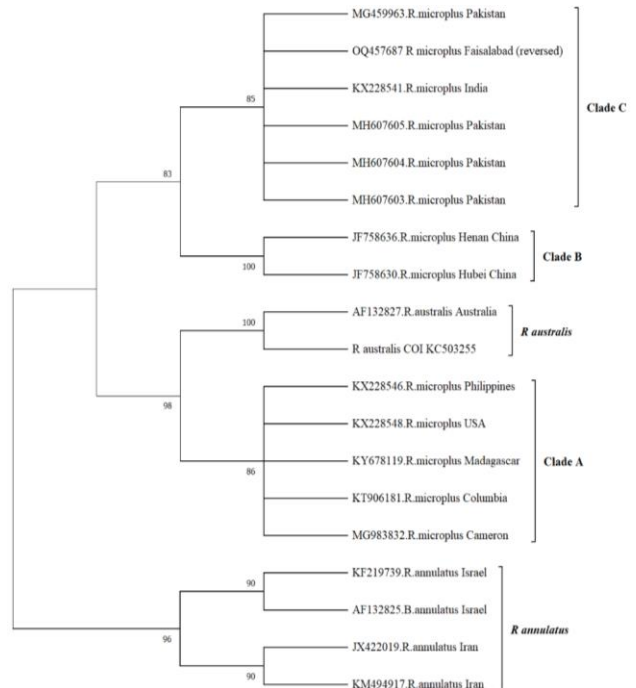 MG459963.R.microplus Pakistan
OQ457687 R microplus Faisalabad (reversed)
85
KX228541.R.microplus India
Clade C
MH607605.R.microplus Pakistan
MH607604.R.microplus Pakistan
83
MH607603.R.microplus Pakistan
JF758636.R.microplus Henan China
Clade B
100
JF758630.R.microplus Hubei China
AF132827.R.australis Australia
100
R australis
R australis COI KC503255
KX228546.R.microplus Philippines
98
KX228548.R.microplus USA
KY678119.R.microplus Madagascar
Clade A
86
KT906181.R.microplus Columbia
MG983832.R.microplus Cameron
KF219739.R.annulatus Israel
90
AF132825.B.annulatus Israel
R annulatus
96
JX422019.R.annulatus Iran
90
KM494917.R.annulatus Iran